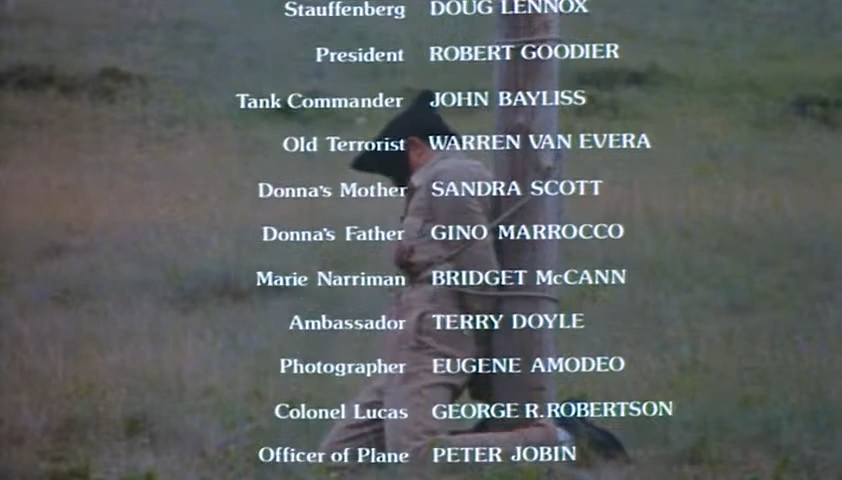 Stauffenberg DOUG LENNOX
President ROBERT GOODIER
Tank Commander JOHN BAYLISS
Old Terrorist WARREN VAN EVERA
Donna's Mother SANDRA SCOTT
Donna's Father GINO MARROCCO
Marie Narriman BRIDGET McCANN
Ambassador TERRY DOYLE
Photographer EUGENE AMODEO
Colonel Lucas GEORGE R. ROBERTSON
Officer of Plane PETER JOBIN